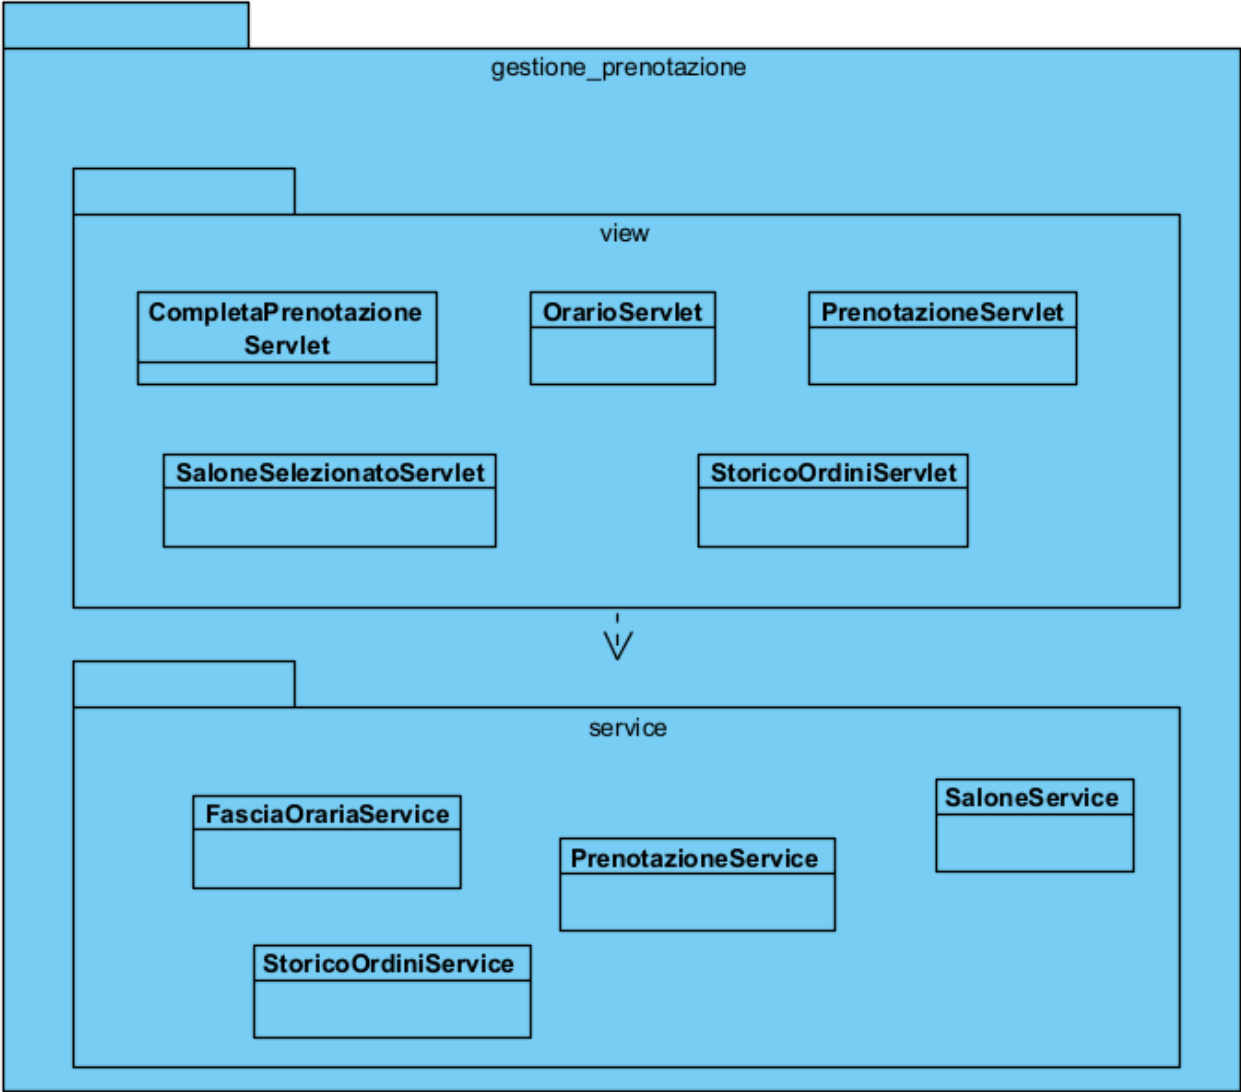 gestione_prenotazione
view
CompletaPrenotazione
Servlet
OrarioServlet
PrenotazioneServlet
SaloneSelezionatoServlet
StoricoOrdiniServlet
service
FasciaOrariaService
PrenotazioneService
SaloneService
StoricoOrdiniService